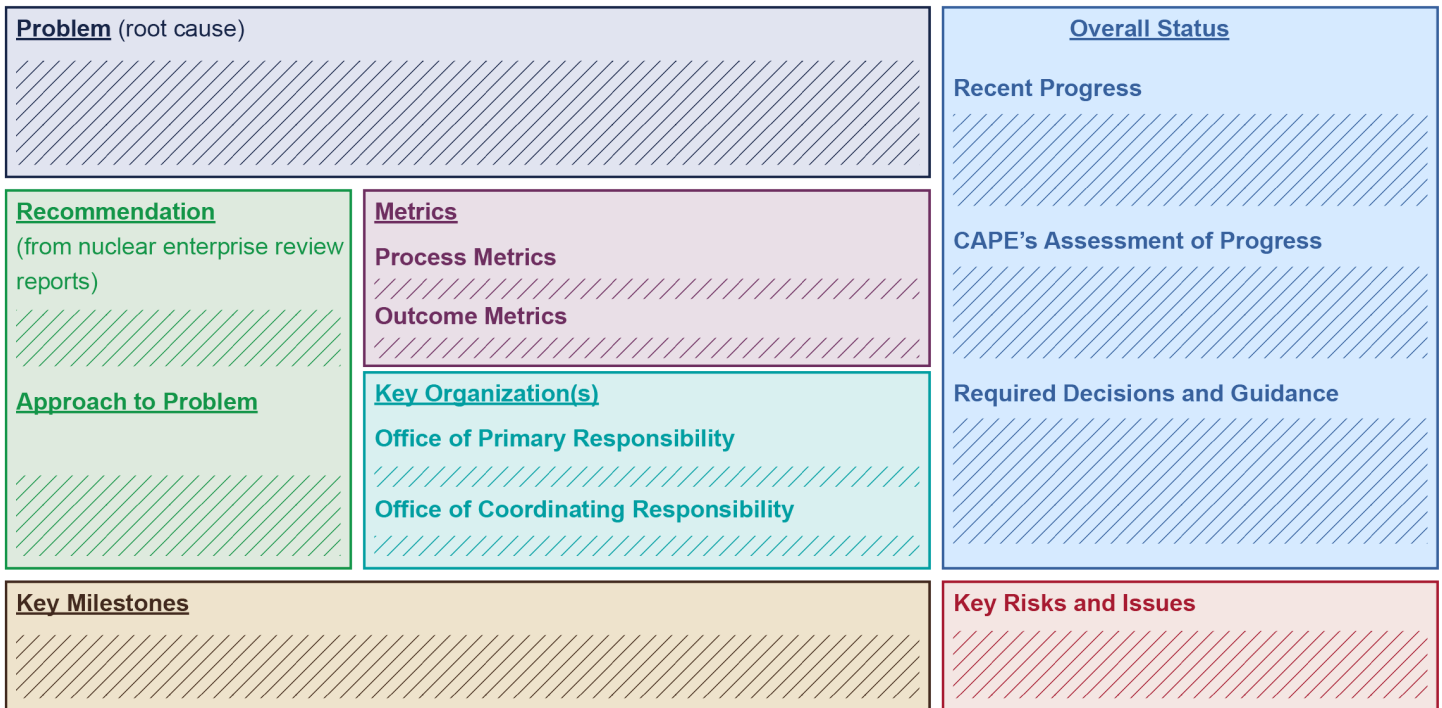 Problem (root cause)
Recommendation
(from nuclear enterprise review
reports)
Approach to Problem
Metrics
Process Metrics
Outcome Metrics
Key Organization(s)
Office of Primary Responsibility
Office of Coordinating Responsibility
Overall Status
Recent Progress
CAPE’s Assessment of Progress
Required Decisions and Guidance
Key Milestones
Key Risks and Issues